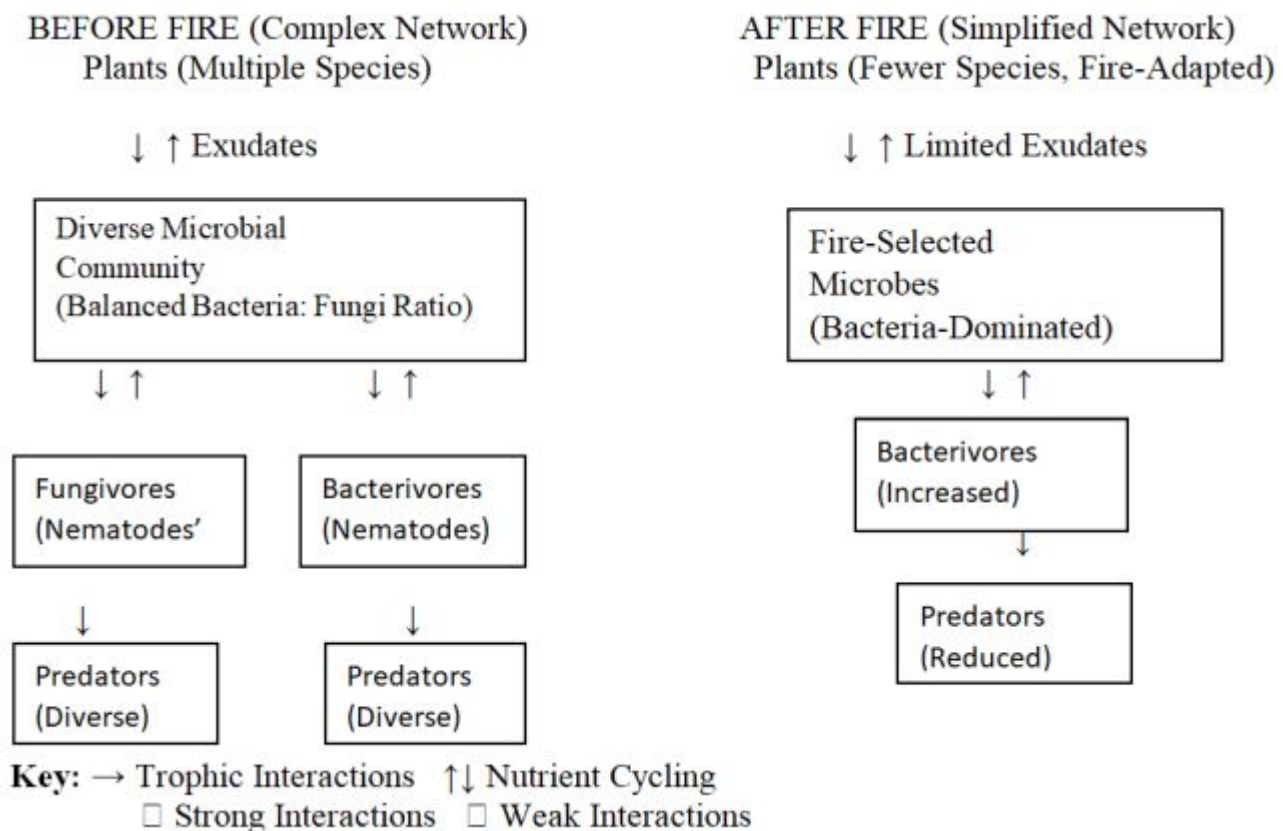 BEFORE FIRE (Complex Network)
Plants (Multiple Species)
↓ ↑ Exudates
Diverse Microbial
Community
(Balanced Bacteria: Fungi Ratio)
↓ ↑ ↓ ↑
Fungivores
(Nematodes’
Bacterivores
(Nematodes)
↓ ↓
Predators
(Diverse)
Predators
(Diverse)
AFTER FIRE (Simplified Network)
Plants (Fewer Species, Fire-Adapted)
↓ ↑ Limited Exudates
Fire-Selected
Microbes
(Bacteria-Dominated)
↓ ↑
Bacterivores
(Increased)
↓
Predators
(Reduced)
Key: → Trophic Interactions ↑↓ Nutrient Cycling
□ Strong Interactions □ Weak Interactions